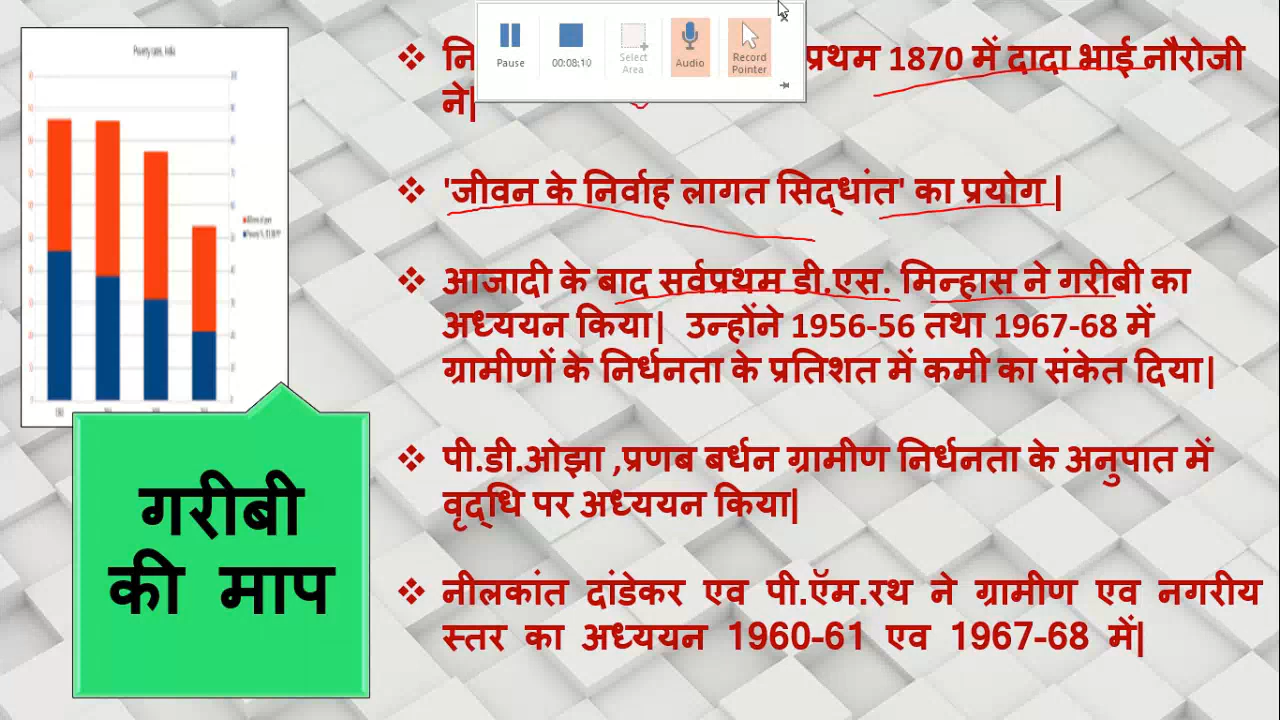 Poverty rates, India
Pause
00:08:10
Select
Area
Audio
Record
Pointer
प्रथम 1870 में दादा भाई नौरोजी
ने|
'जीवन के निर्वाह लागत सिद्धांत' का प्रयोग|
आजादी के बाद सर्वप्रथम डी.एस. मिन्हास ने गरीबी का
अध्ययन किया| उन्होंने 1956-56 तथा 1967-68 में
ग्रामीणों के निर्धनता के प्रतिशत में कमी का संकेत दिया|
पी.डी.ओझा ,प्रणब बर्धन ग्रामीण निर्धनता के अनुपात में
वृद्धि पर अध्ययन किया|
नीलकांत दांडेकर एव पी.ऍम.रथ ने ग्रामीण एव नगरीय
स्तर का अध्ययन 1960-61 एव 1967-68 में|
गरीबी
की माप